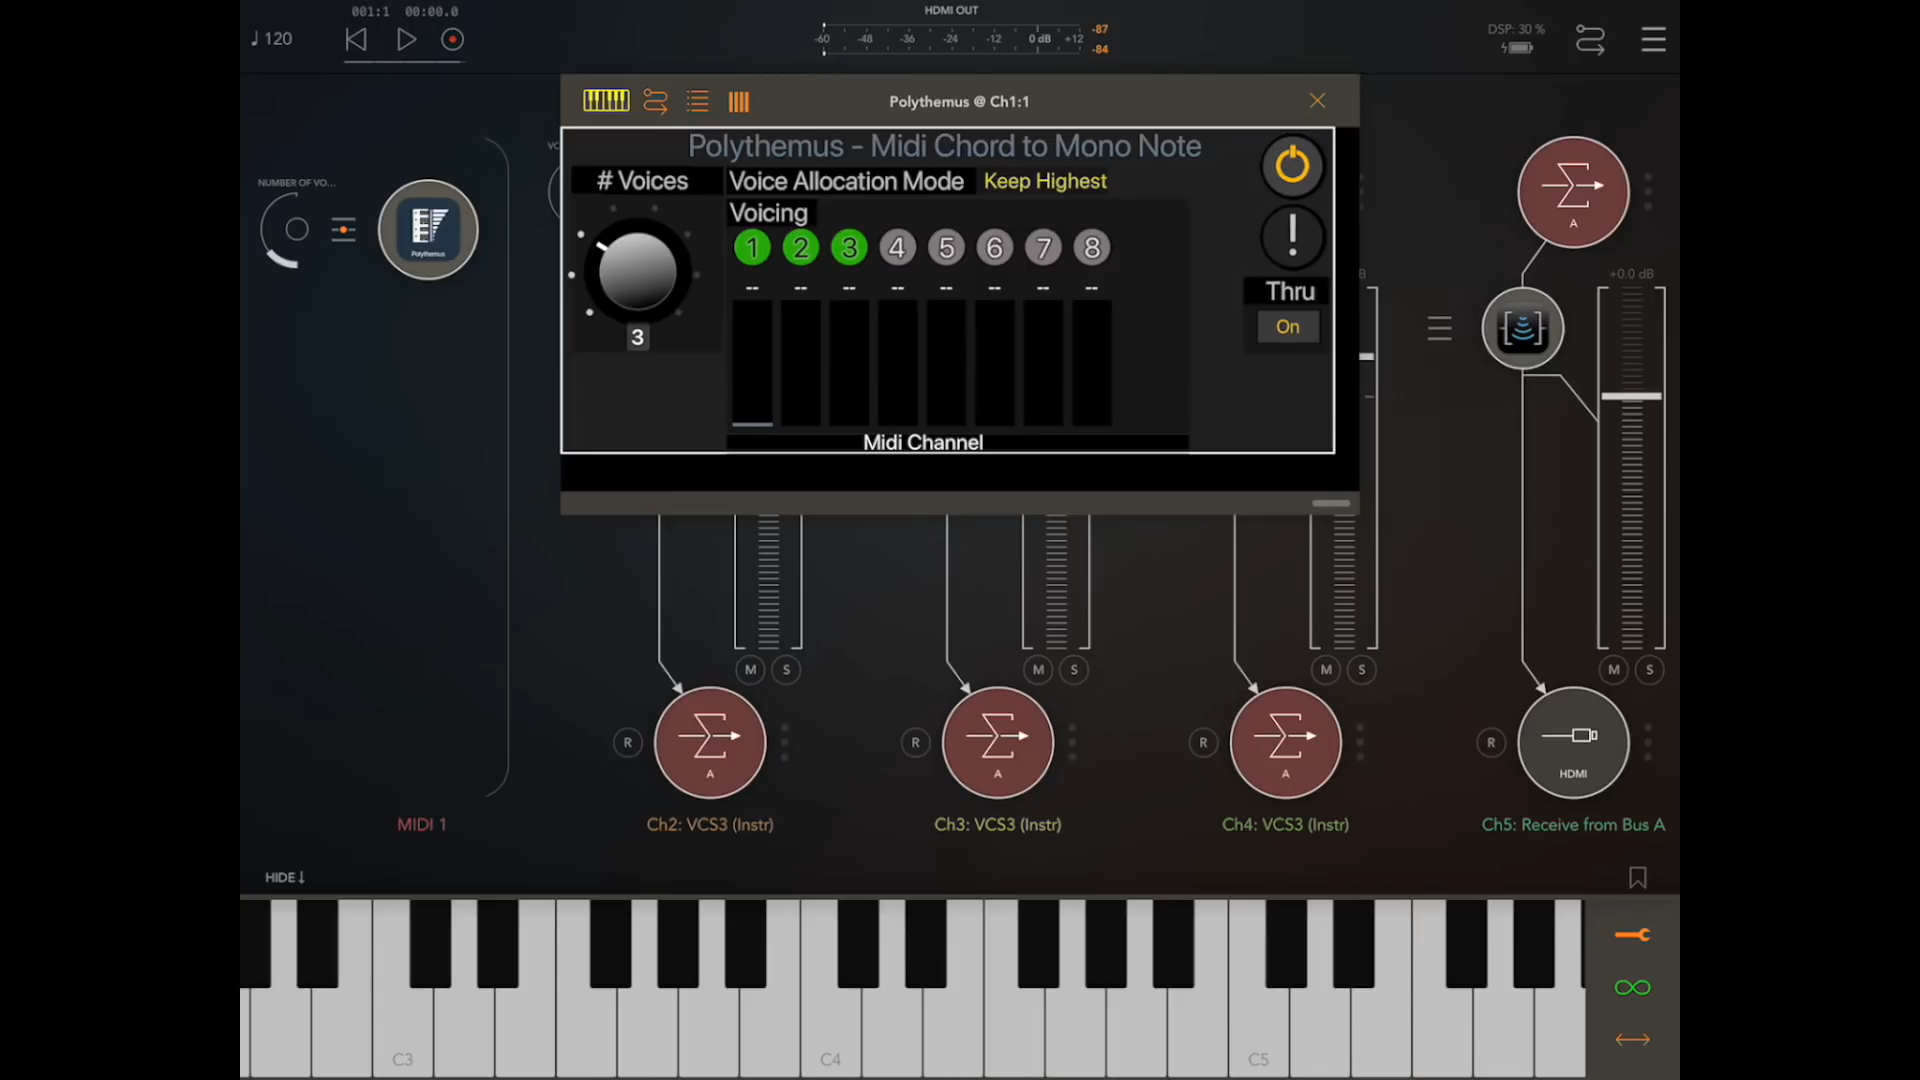 001:1 00:00.0
♩ 120
HDMI OUT
-60 -48 -36 -24 -12 0 dB +12
-87
-84
DSP: 30 %
Polythemus @ Ch1:1
Polythemus - Midi Chord to Mono Note
# Voices
Voice Allocation Mode Keep Highest
Voicing
1 2 3 4 5 6 7 8
-- -- -- -- -- -- -- --
3
!
Thru
On
Midi Channel
NUMBER OF VO...
Polythemus
A
+0.0 dB
M S M S M S M S
R R R R
A A A HDMI
MIDI 1
Ch2: VCS3 (Instr)
Ch3: VCS3 (Instr)
Ch4: VCS3 (Instr)
Ch5: Receive from Bus A
HIDE↓
C3 C4 C5